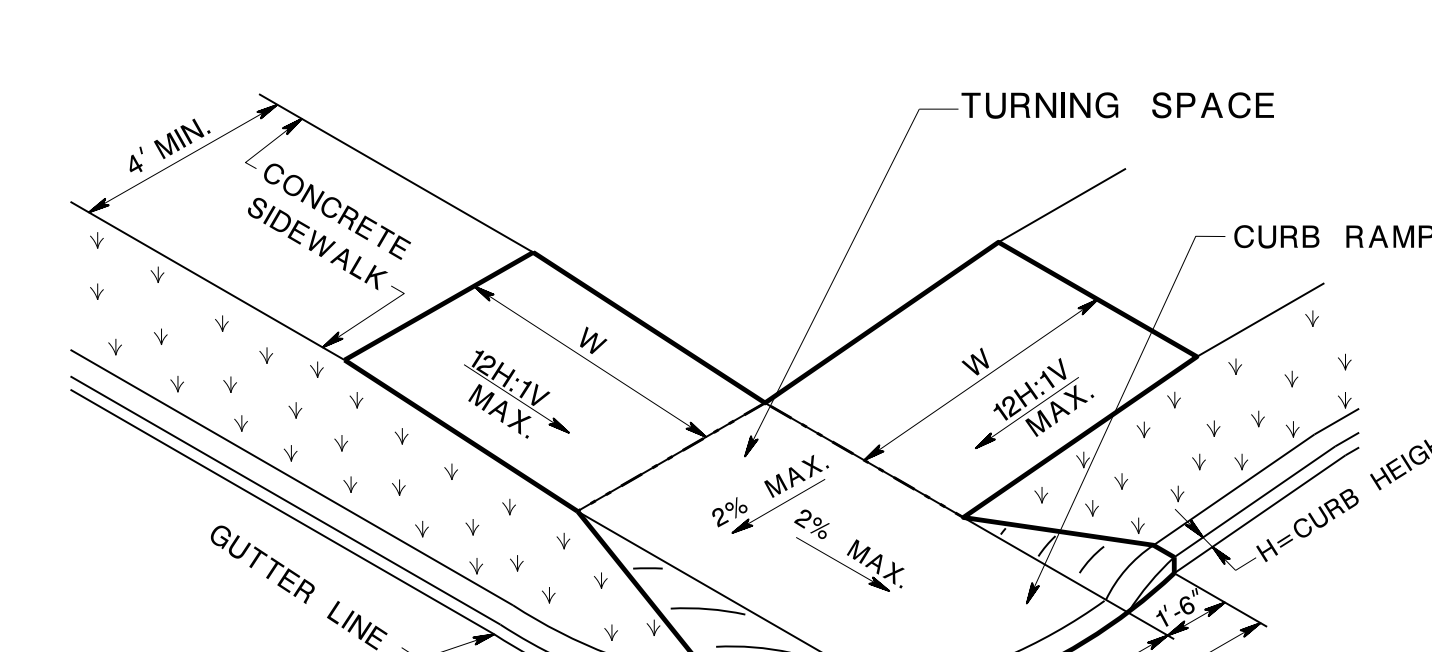 TURNING SPACE
4' MIN.
CONCRETE
SIDEWALK
CURB RAMP
W
12H:1V
MAX.
W
12H:1V
MAX.
2% MAX.
2% MAX.
GUTTER LINE
H=CURB HEIGH
1'-6"